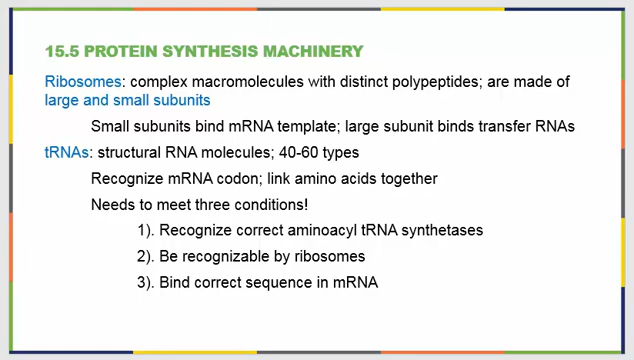 15.5 PROTEIN SYNTHESIS MACHINERY
Ribosomes: complex macromolecules with distinct polypeptides; are made of
large and small subunits
Small subunits bind mRNA template; large subunit binds transfer RNAs
tRNAs: structural RNA molecules; 40-60 types
Recognize mRNA codon; link amino acids together
Needs to meet three conditions!
1). Recognize correct aminoacyl tRNA synthetases
2). Be recognizable by ribosomes
3). Bind correct sequence in mRNA